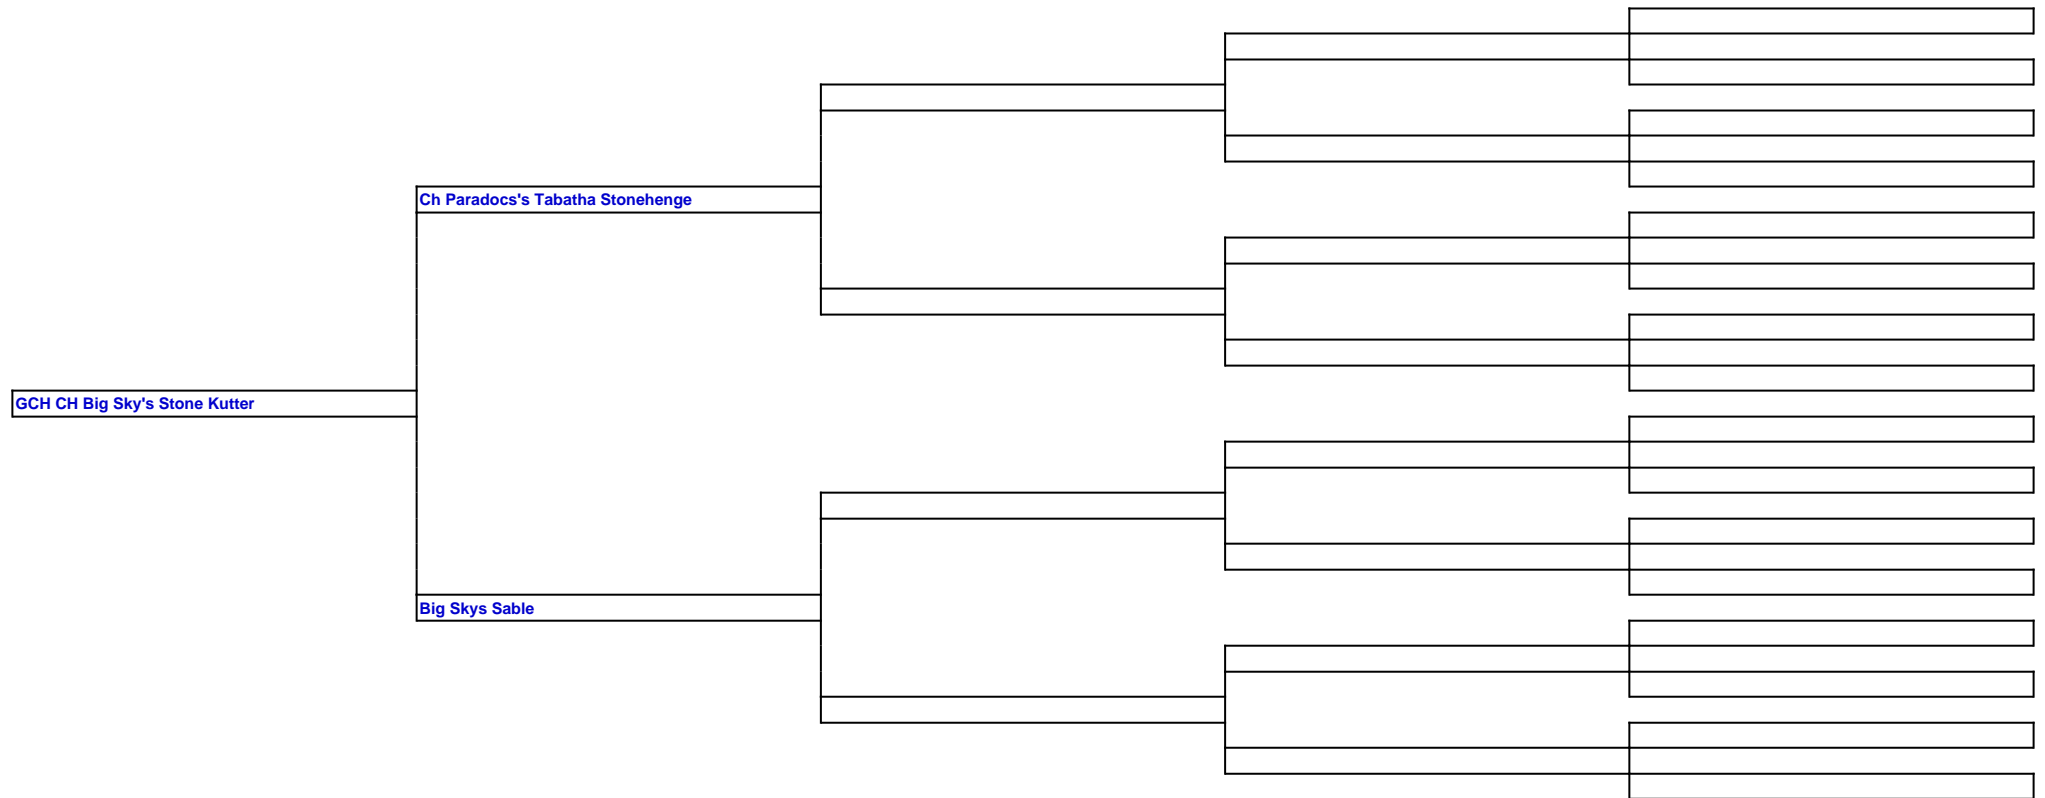 Ch Paradocs's Tabatha Stonehenge
GCH CH Big Sky's Stone Kutter
Big Skys Sable